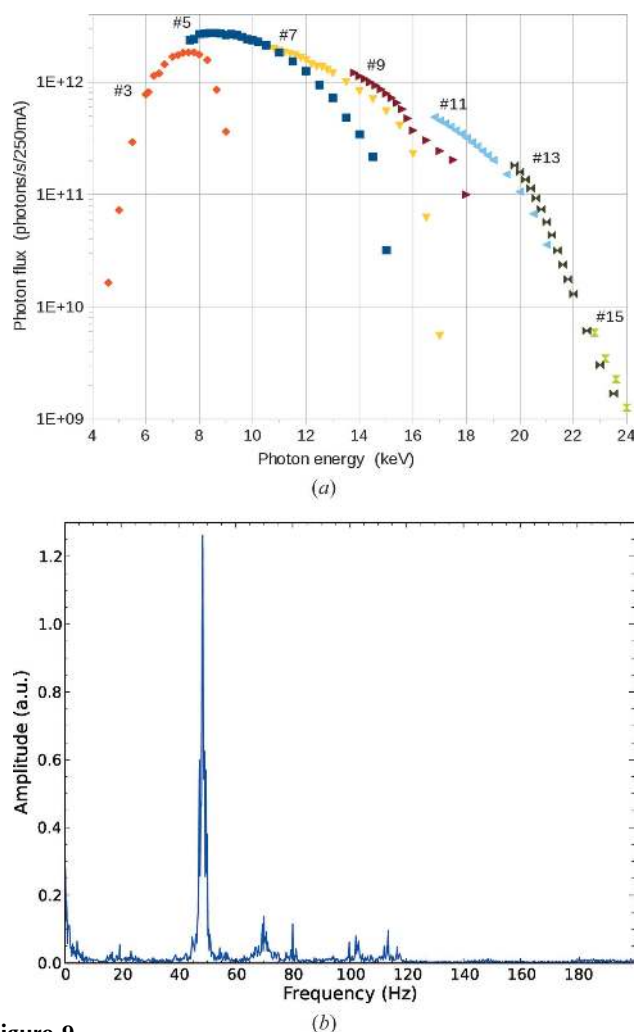 #5
#7
#3
#9
#11
#13
#15
1E+12
1E+11
1E+10
1E+09
Photon flux (photons/s/250mA)
4 6 8 10 12 14 16 18 20 22 24
Photon energy (keV)
(a)
1.2
1.0
0.8
0.6
0.4
0.2
0.0
Amplitude (a.u.)
0 20 40 60 80 100 120 140 160 180
Frequency (Hz)
(b)